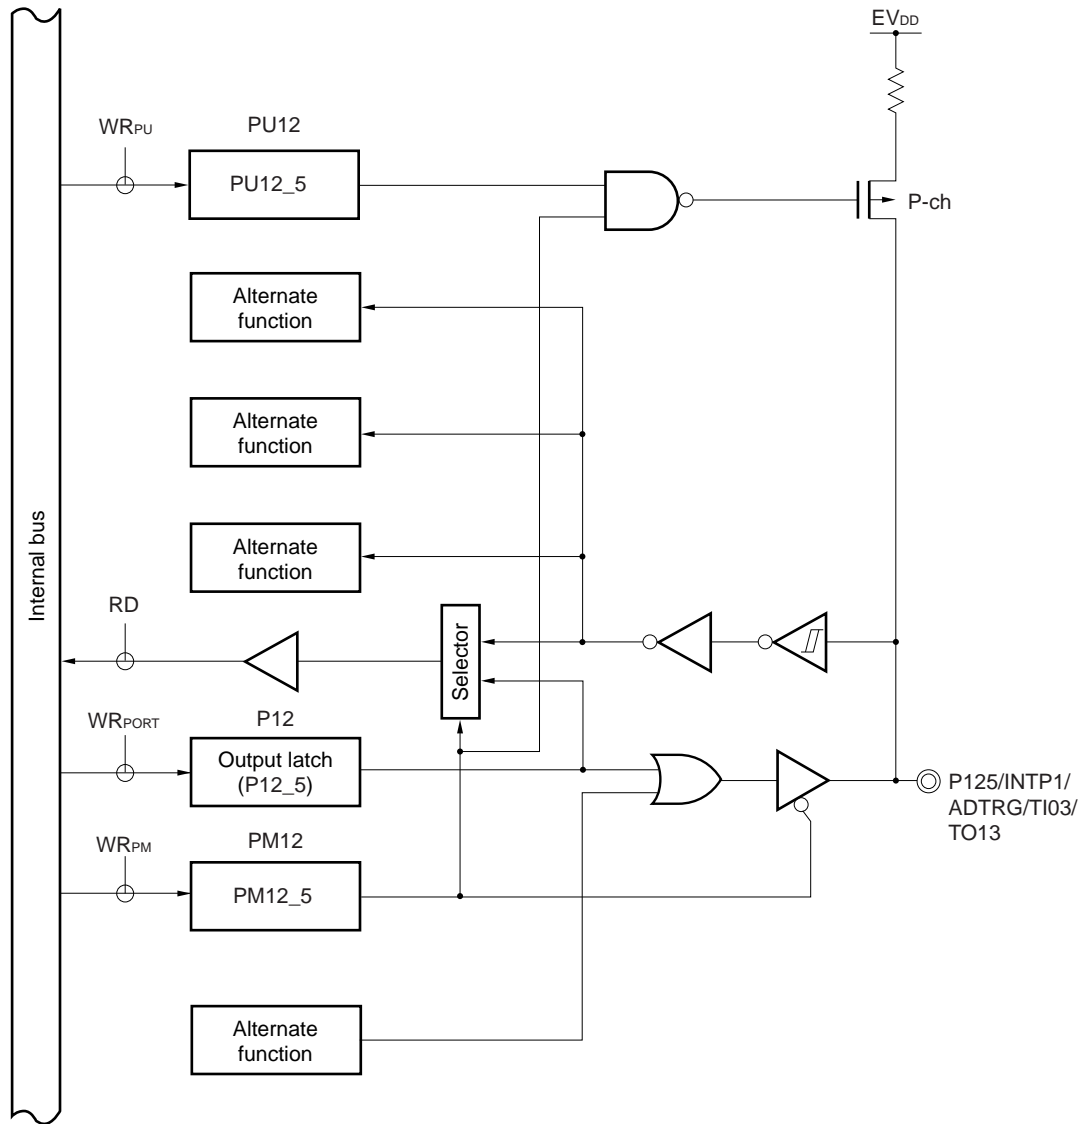 EVDD
WRPU
PU12
PU12_5
P-ch
Alternate
function
Alternate
function
Alternate
function
Internal bus
RD
Selector
WRPORT
P12
Output latch
(P12_5)
P125/INTP1/
ADTRG/TI03/
TO13
WRPM
PM12
PM12_5
Alternate
function